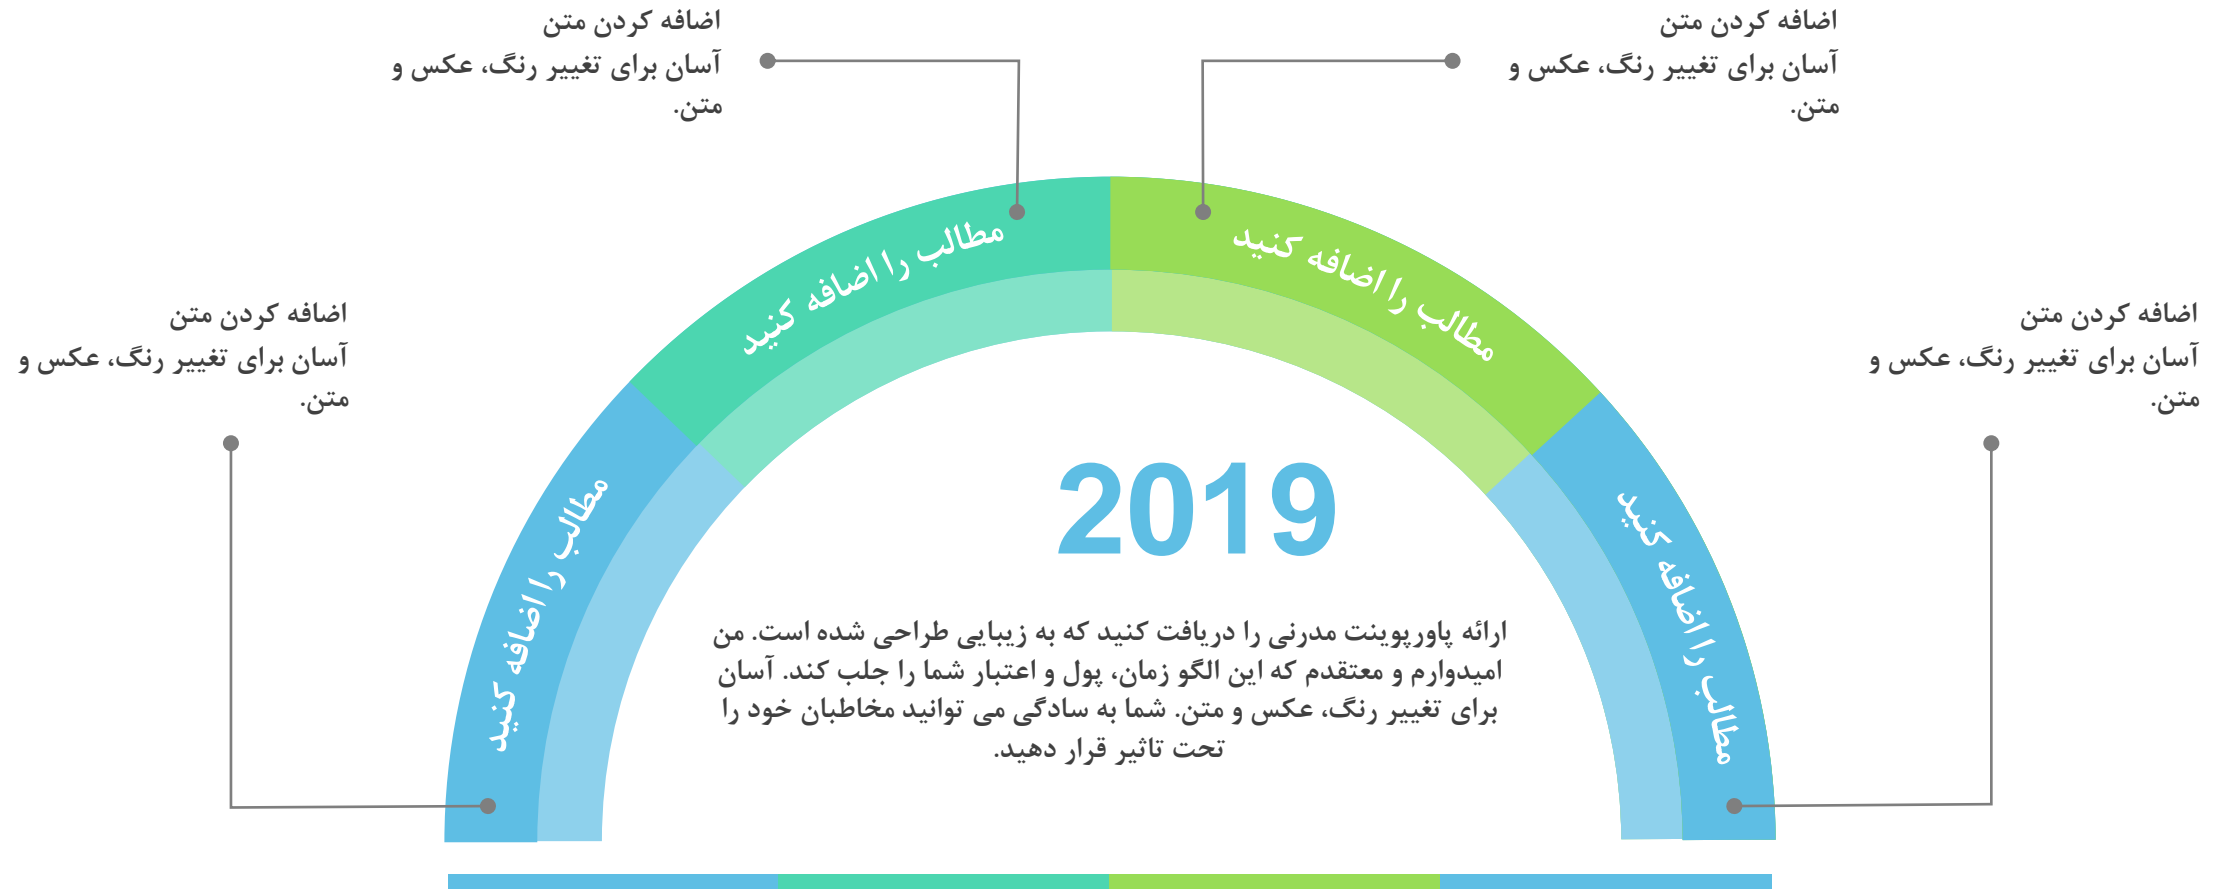 اضافه کردن متن
آسان برای تغییر رنگ، عکس و
متن.
اضافه کردن متن
آسان برای تغییر رنگ، عکس و
متن.
مطالب را اضافه کنید
مطالب را اضافه کنید
اضافه کردن متن
آسان برای تغییر رنگ، عکس و
متن.
اضافه کردن متن
آسان برای تغییر رنگ، عکس و
متن.
مطالب را اضافه کنید
مطالب را اضافه کنید
2019
ارائه پاورپوینت مدرنی را دریافت کنید که به زیبایی طراحی شده است. من
امیدوارم و معتقدم که این الگو زمان، پول و اعتبار شما را جلب کند. آسان
برای تغییر رنگ، عکس و متن. شما به سادگی می توانید مخاطبان خود را
تحت تاثیر قرار دهید.